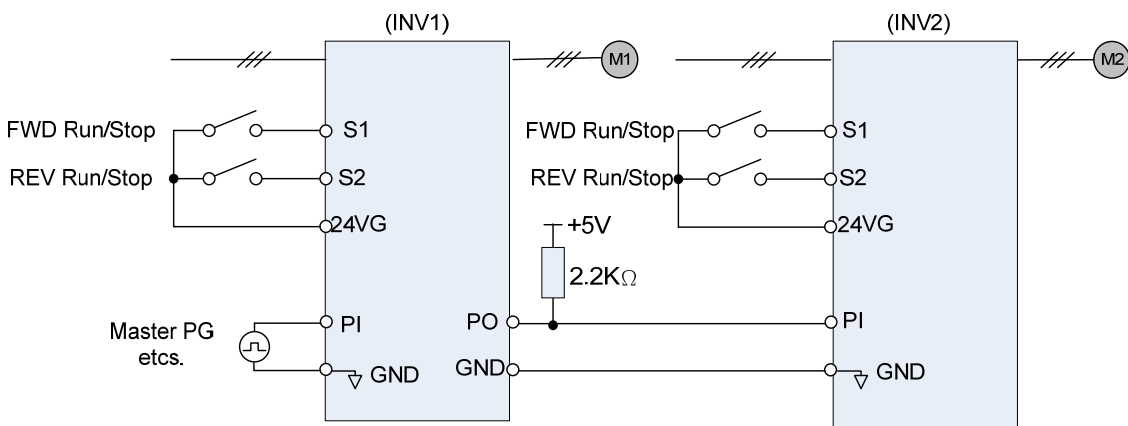 (INV1)
(INV2)
M1
M2
FWD Run/Stop
S1
FWD Run/Stop
S1
REV Run/Stop
S2
REV Run/Stop
S2
24VG
+5V
24VG
2.2KΩ
Master PG
etcs.
PI
PO
PI
GND
GND
GND